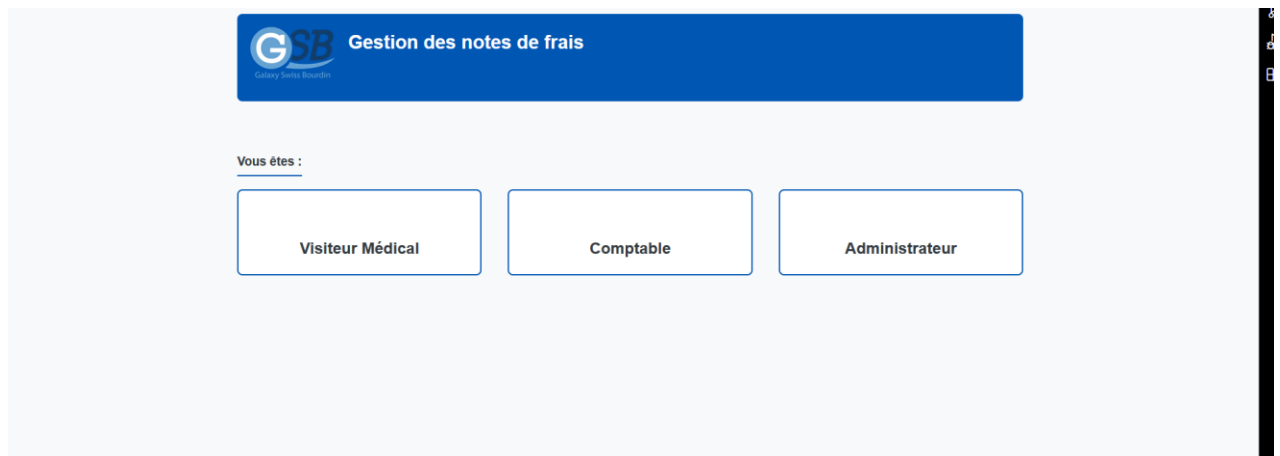 GSB
Galaxy Swiss Bourdin
Gestion des notes de frais
Vous êtes :
Visiteur Médical
Comptable
Administrateur